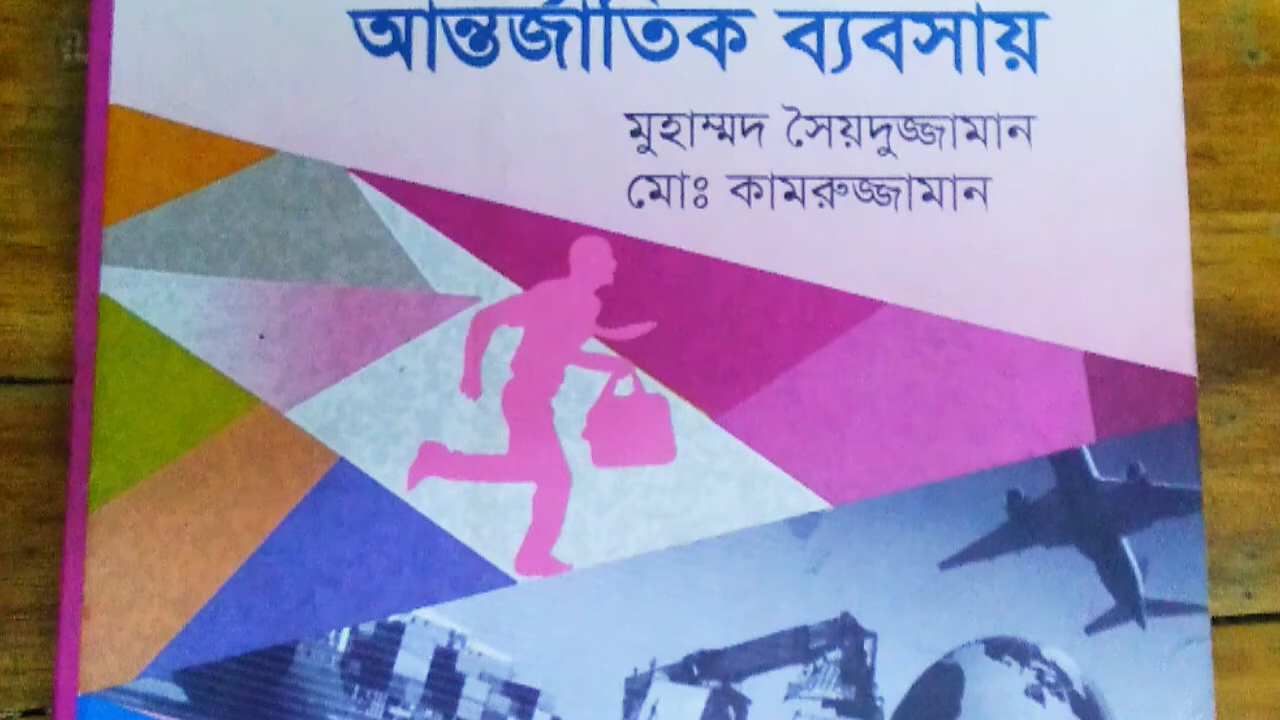 আন্তর্জাতিক ব্যবসায়
মুহাম্মদ সৈয়দুজ্জামান
মোঃ কামরুজ্জামান